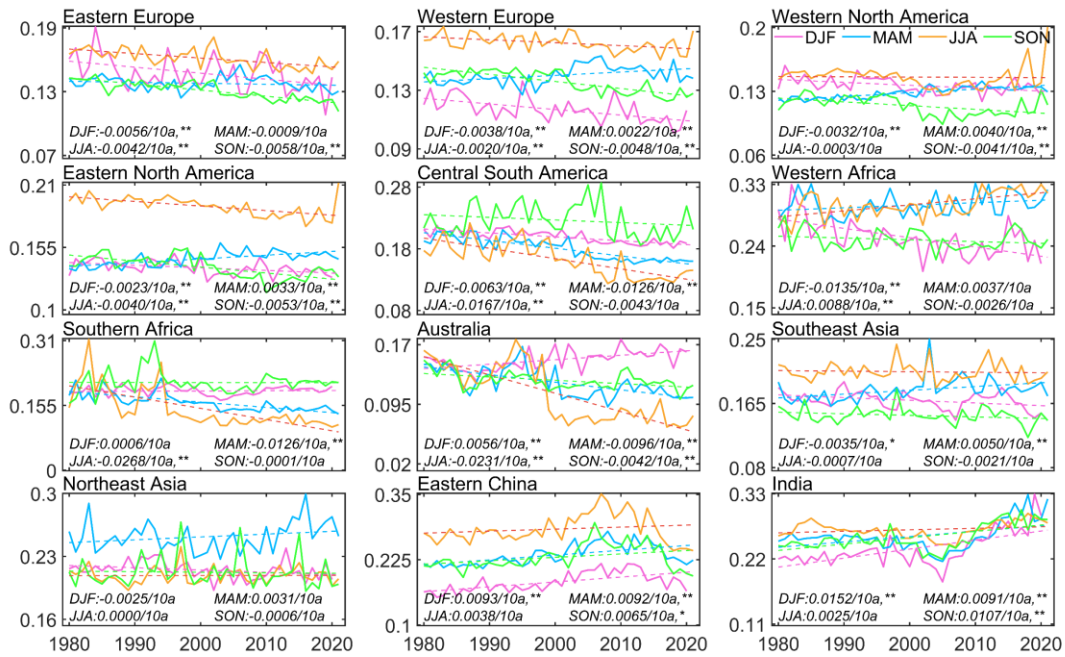 Eastern Europe
0.19
0.13
0.07
DJF:-0.0056/10a,** MAM:-0.0009/10a
JJA:-0.0042/10a,** SON:-0.0058/10a,**
Western Europe
0.17
0.13
0.09
DJF:-0.0038/10a,** MAM:0.0022/10a
JJA:-0.0020/10a,** SON:-0.0048/10a,**
Western North America
DJF MAM JJA SON
0.2
0.13
0.06
DJF:-0.0032/10a,** MAM:0.0040/10a,**
JJA:-0.0003/10a SON:-0.0041/10a,**
Eastern North America
0.21
0.155
0.1
DJF:-0.0023/10a,** MAM:0.0033/10a,**
JJA:-0.0040/10a,** SON:-0.0053/10a,**
Central South America
0.28
0.18
0.08
DJF:-0.0063/10a,** MAM:-0.0126/10a,**
JJA:-0.0167/10a,** SON:-0.0043/10a
Western Africa
0.33
0.24
0.15
DJF:-0.0135/10a,** MAM:0.0037/10a
JJA:0.0088/10a,** SON:-0.0026/10a
Southern Africa
0.31
0.155
0
DJF:0.0006/10a MAM:-0.0126/10a,**
JJA:-0.0268/10a,** SON:-0.0001/10a
Australia
0.17
0.095
0.02
DJF:0.0056/10a,** MAM:-0.0096/10a,**
JJA:-0.0231/10a,** SON:-0.0042/10a,**
Southeast Asia
0.25
0.165
0.08
DJF:-0.0035/10a,* MAM:0.0050/10a,**
JJA:-0.0007/10a SON:-0.0021/10a
Northeast Asia
0.3
0.23
0.16
DJF:-0.0025/10a MAM:0.0031/10a
JJA:0.0000/10a SON:-0.0006/10a
1980 1990 2000 2010 2020
Eastern China
0.35
0.225
0.1
DJF:0.0093/10a,** MAM:0.0092/10a,**
JJA:0.0038/10a SON:0.0065/10a,*
1980 1990 2000 2010 2020
India
0.33
0.22
0.11
DJF:0.0152/10a,** MAM:0.0091/10a,**
JJA:0.0025/10a SON:0.0107/10a,**
1980 1990 2000 2010 2020